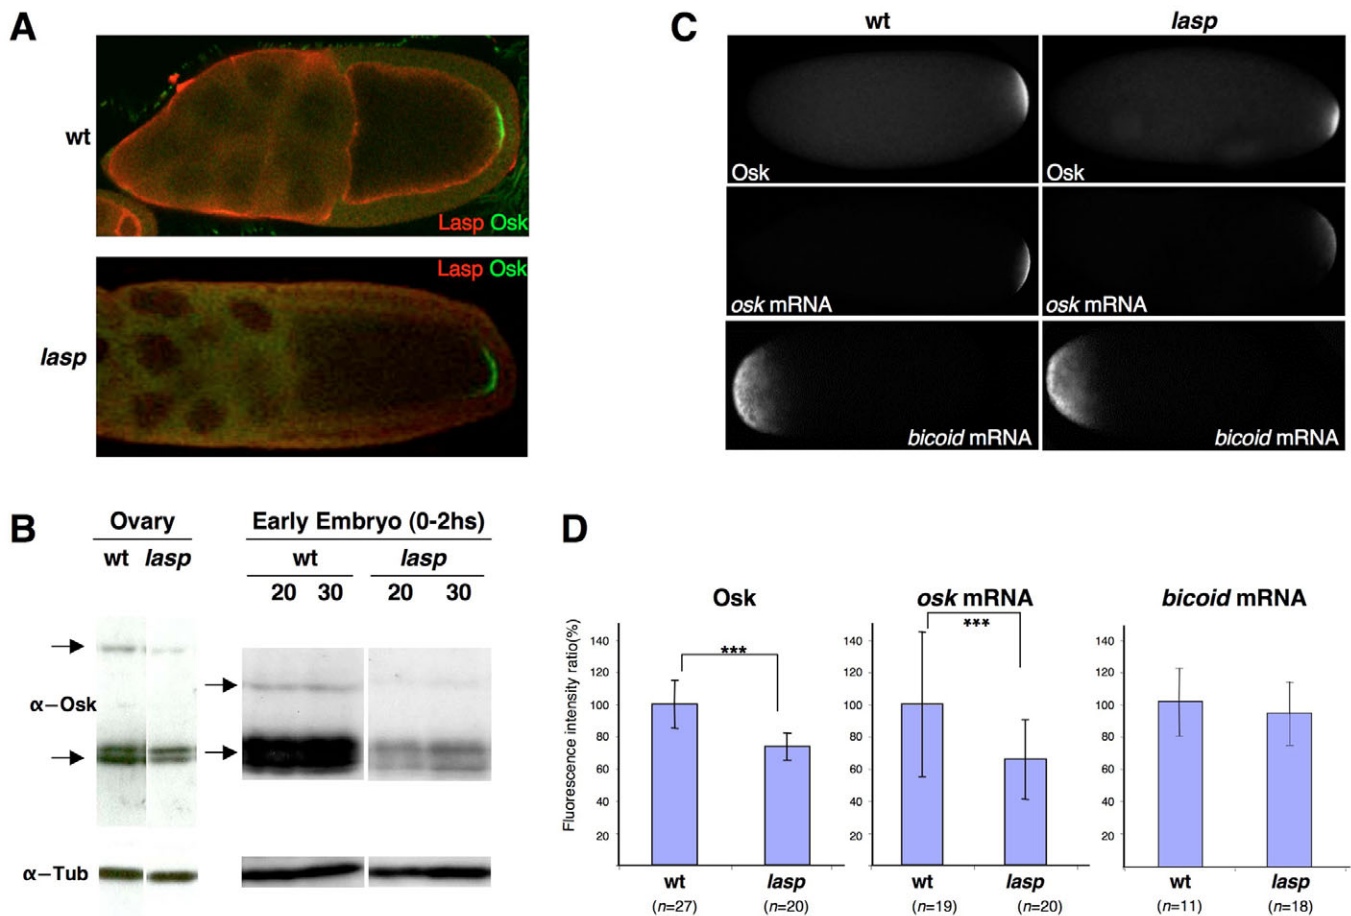 A
wt
Lasp Osk
Lasp Osk
lasp
B
Ovary
wt lasp
Early Embryo (0-2hs)
wt lasp
20 30 20 30
α–Osk
α–Tub
C
wt lasp
Osk Osk
osk mRNA osk mRNA
bicoid mRNA bicoid mRNA
D
Fluorescence intensity ratio(%)
Osk
140
120
100
80
60
40
20
***
wt lasp
(n=27) (n=20)
osk mRNA
140
120
100
80
60
40
20
***
wt lasp
(n=19) (n=20)
bicoid mRNA
140
120
100
80
60
40
20
wt lasp
(n=11) (n=18)